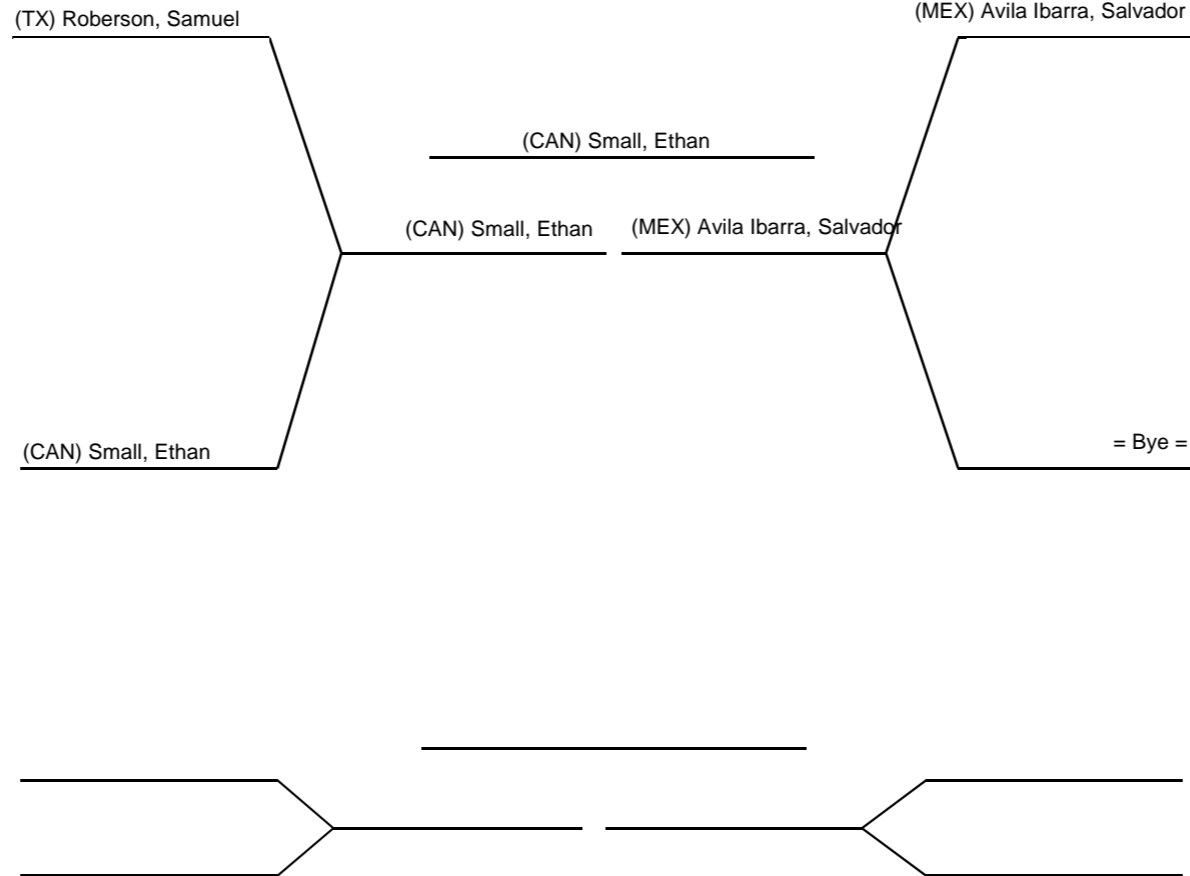 (TX) Roberson, Samuel
(MEX) Avila Ibarra, Salvador
(CAN) Small, Ethan
(CAN) Small, Ethan
(MEX) Avila Ibarra, Salvador
(CAN) Small, Ethan
= Bye =